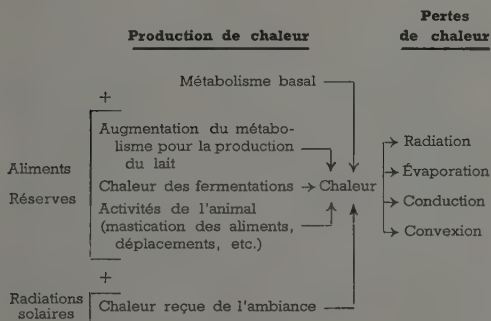 Production de chaleur
Pertes
de chaleur
Métabolisme basal
+
Augmentation du métabo-
lisme pour la production
du lait
Aliments
Réserves
Chaleur des fermentations → Chaleur
Activités de l'animal
(mastication des aliments,
déplacements, etc.)
→ Radiation
→ Évaporation
→ Conduction
→ Convexion
+
Radiations
solaires
Chaleur reçue de l'ambiance